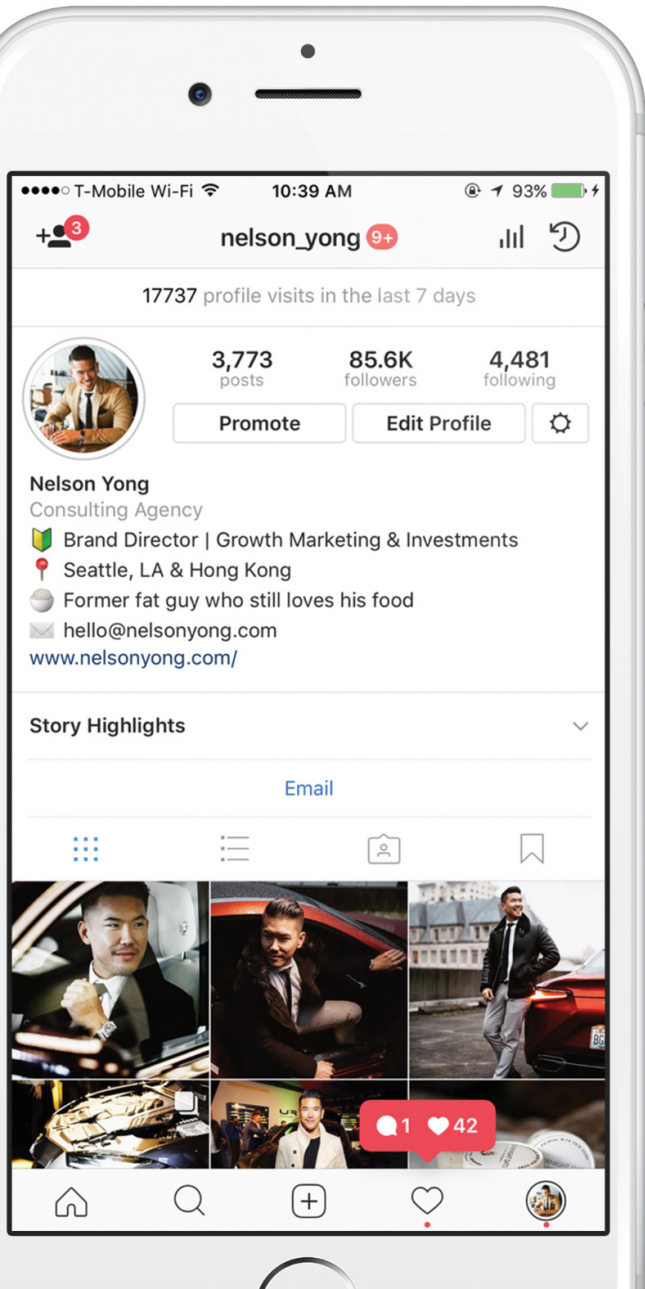 T-Mobile Wi-Fi 10:39 AM 93%
3 nelson_yong 9+
17737 profile visits in the last 7 days
3,773 85.6K 4,481
posts followers following
Promote Edit Profile
Nelson Yong
Consulting Agency
Brand Director | Growth Marketing & Investments
Seattle, LA & Hong Kong
Former fat guy who still loves his food
hello@nelsonyong.com
www.nelsonyong.com/
Story Highlights
Email
1 42